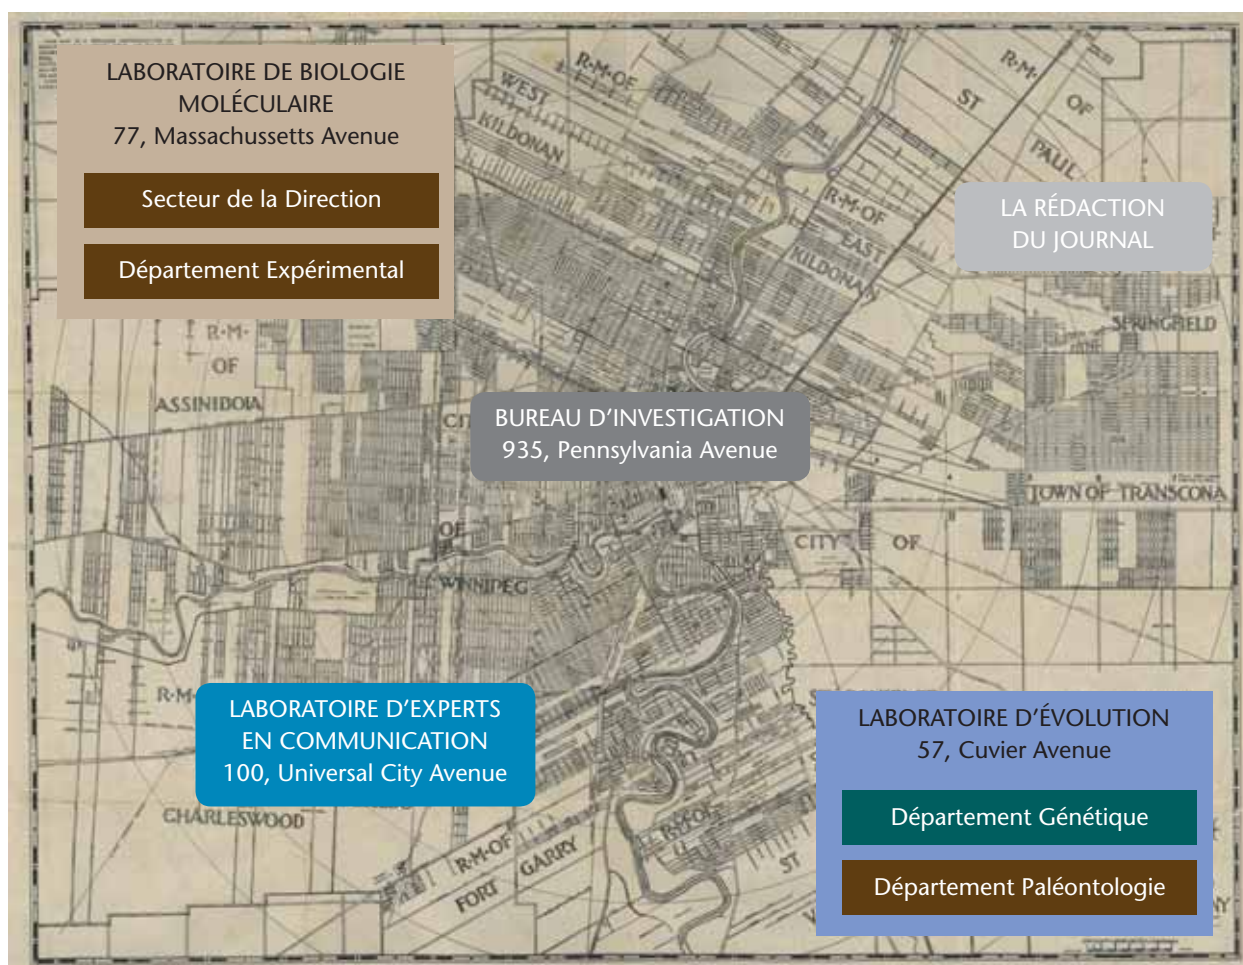 LABORATOIRE DE BIOLOGIE
MOLÉCULAIRE
77, Massachussetts Avenue
Secteur de la Direction
Département Expérimental
WEST
KILDONAN
R·M·OF
ST
PAUL
R·M·
OF
R·M·OF
EAST
KILDONAN
LA RÉDACTION
DU JOURNAL
SPRINGFIELD
R·M·
OF
ASSINIBOIA
BUREAU D'INVESTIGATION
935, Pennsylvania Avenue
TOWN OF TRANSCONA
OF
WINNIPEG
CITY OF
R·M·
LABORATOIRE D'EXPERTS
EN COMMUNICATION
100, Universal City Avenue
CHARLESWOOD
R·M·OF
FORT GARRY
ST
LABORATOIRE D'ÉVOLUTION
57, Cuvier Avenue
Département Génétique
Département Paléontologie